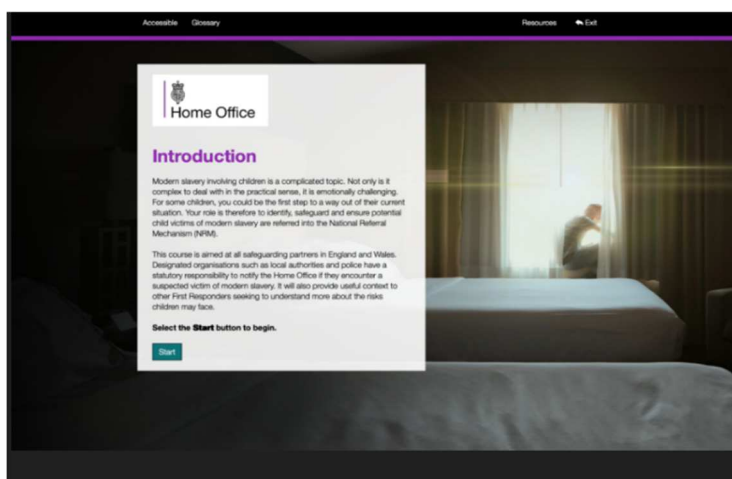 Accessible Glossary Resources Exit
Home Office
Introduction
Modern slavery involving children is a complicated topic. Not only is it
complex to deal with in the practical sense, it is emotionally challenging.
For some children, you could be the first step to a way out of their current
situation. Your role is therefore to identify, safeguard and ensure potential
child victims of modern slavery are referred into the National Referral
Mechanism (NRM).
This course is aimed at all safeguarding partners in England and Wales.
Designated organisations such as local authorities and police have a
statutory responsibility to notify the Home Office if they encounter a
suspected victim of modern slavery. It will also provide useful context to
other First Responders seeking to understand more about the risks
children may face.
Select the Start button to begin.
Start